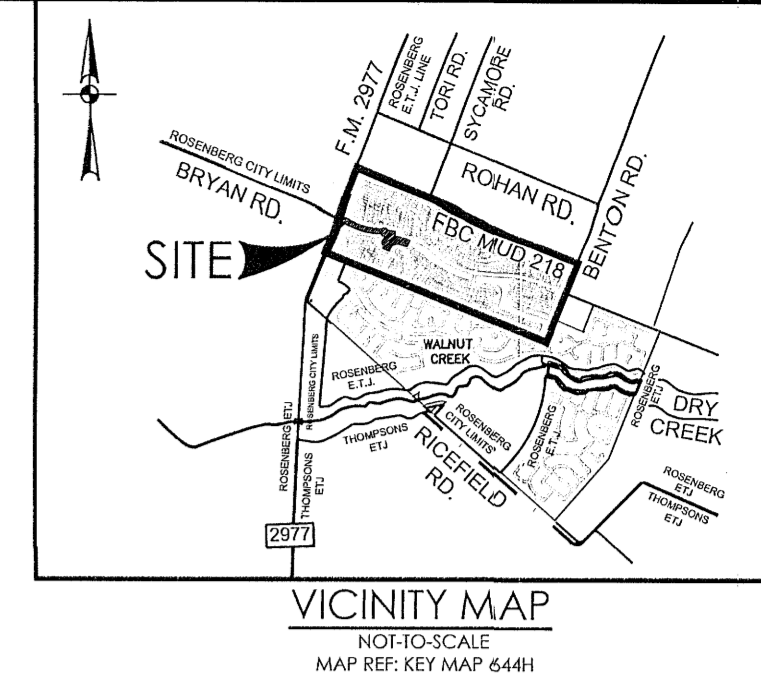 F.M. 2977
ROSENBERG
E.T.J. LINE
TORI RD.
SYCAMORE
RD.
ROSENBERG CITY LIMITS
BRYAN RD.
ROHAN RD.
BENTON RD.
FBC MUD 218
SITE
WALNUT
CREEK
ROSENBERG CITY LIMITS
ROSENBERG
E.T.J.
ROSENBERG
ETJ
DRY
CREEK
ROSENBERG
CITY LIMITS
ROSENBERG
E.T.J.
THOMPSONS
ETJ
RICEFIELD
RD.
ROSENBERG ETJ
THOMPSONS
ETJ
ROSENBERG
ETJ
THOMPSONS
ETJ
2977
VICINITY MAP
NOT-TO-SCALE
MAP REF: KEY MAP 644H